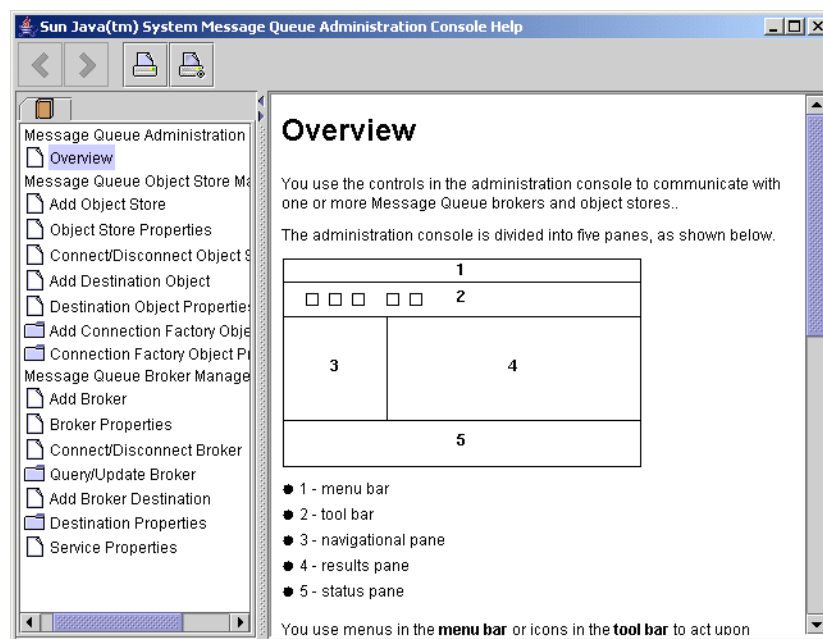 Sun Java(tm) System Message Queue Administration Console Help
Message Queue Administration
Overview
Message Queue Object Store Ma
Add Object Store
Object Store Properties
Connect/Disconnect Object S
Add Destination Object
Destination Object Properties
Add Connection Factory Obje
Connection Factory Object Pr
Message Queue Broker Manage
Add Broker
Broker Properties
Connect/Disconnect Broker
Query/Update Broker
Add Broker Destination
Destination Properties
Service Properties
Overview
You use the controls in the administration console to communicate with
one or more Message Queue brokers and object stores..
The administration console is divided into five panes, as shown below.
1
2
3
4
5
1 - menu bar
2 - tool bar
3 - navigational pane
4 - results pane
5 - status pane
You use menus in the menu bar or icons in the tool bar to act upon